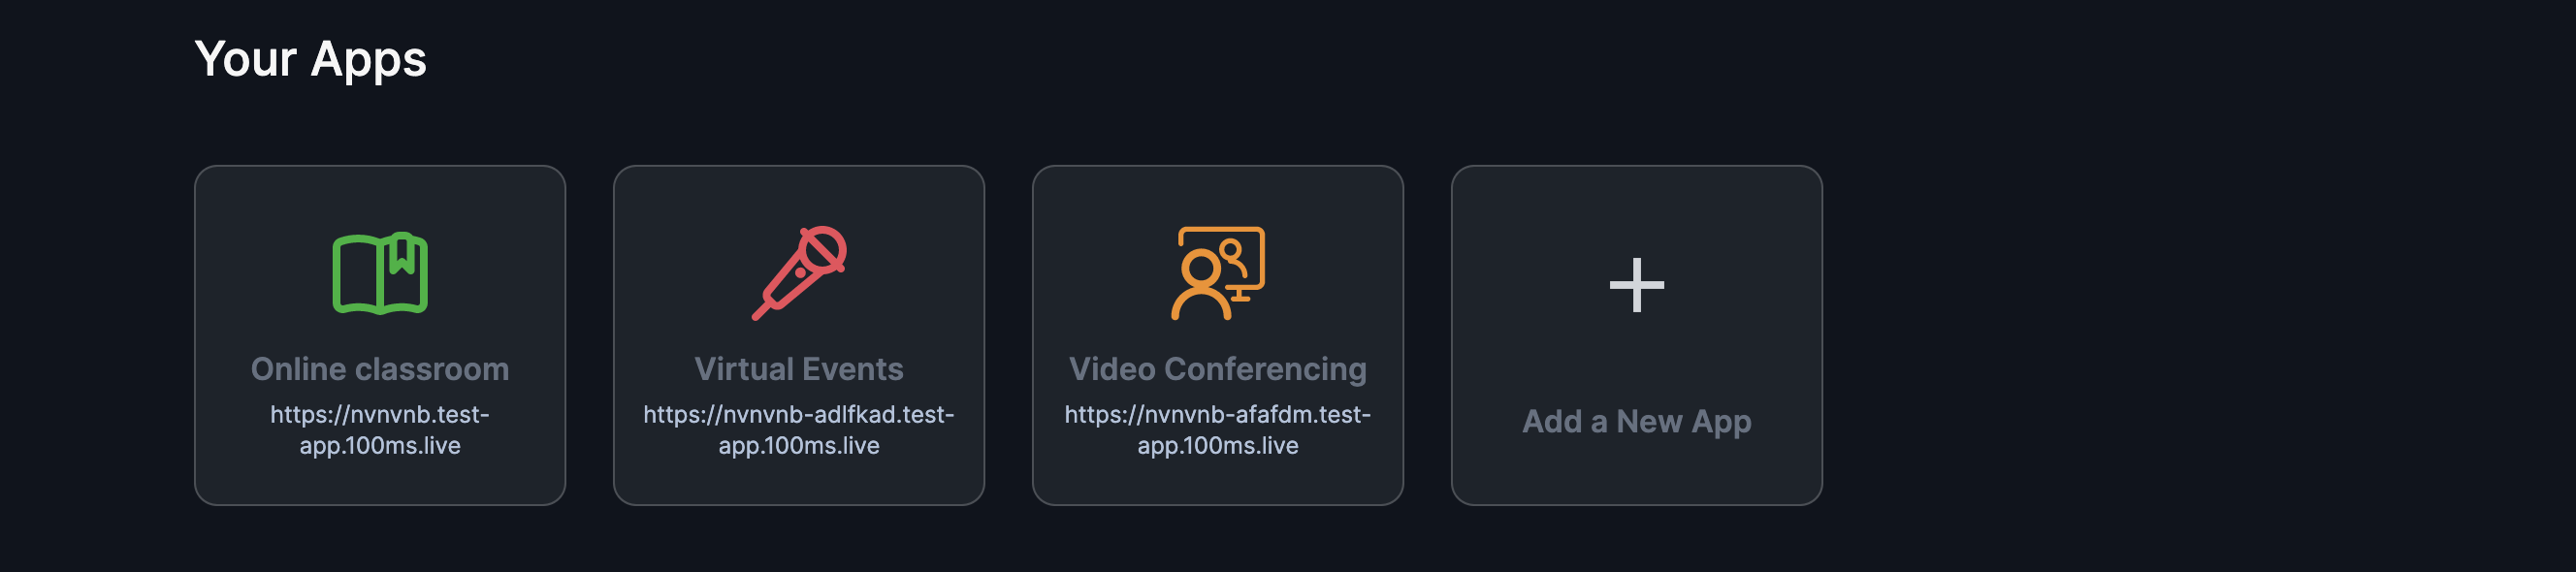 Your Apps
Online classroom
https://nvnvnb.test-
app.100ms.live
Virtual Events
https://nvnvnb-adlfkad.test-
app.100ms.live
Video Conferencing
https://nvnvnb-afafdm.test-
app.100ms.live
Add a New App